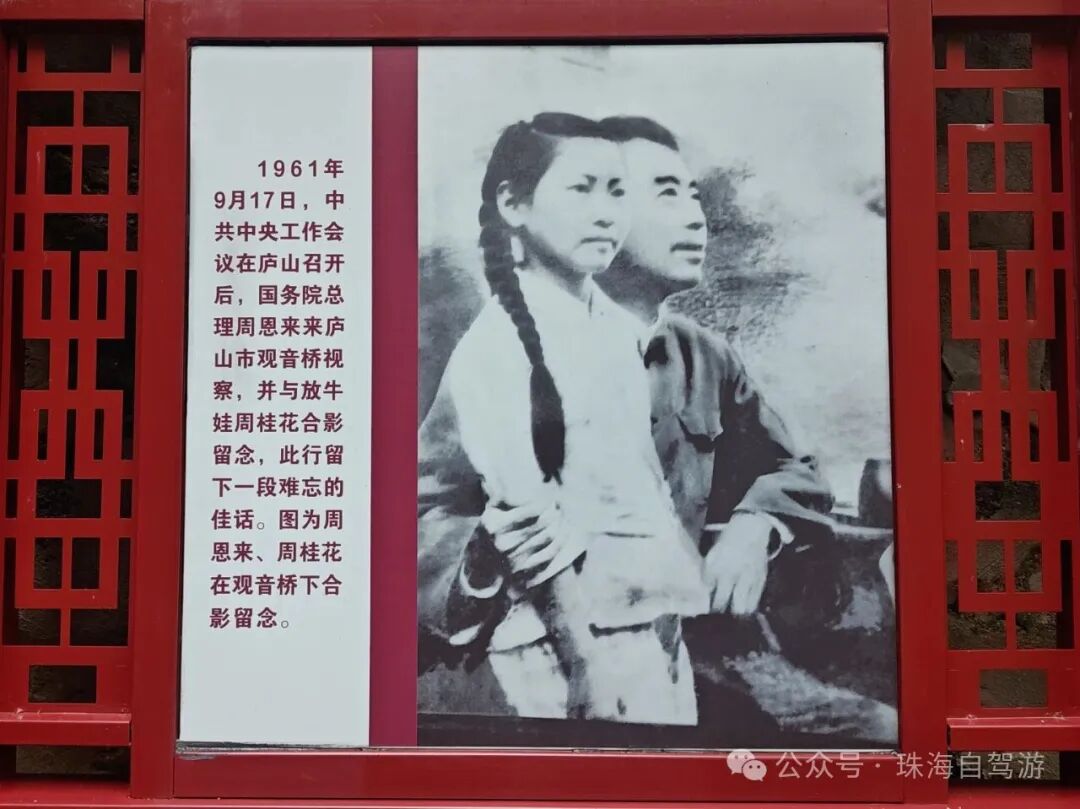 1961年
9月17日，中
共中央工作会
议在庐山召开
后，国务院总
理周恩来来庐
山市观音桥视
察，并与放牛
娃周桂花合影
留念，此行留
下一段难忘的
佳话。图为周
恩来、周桂花
在观音桥下合
影留念。
公众号·珠海自驾游